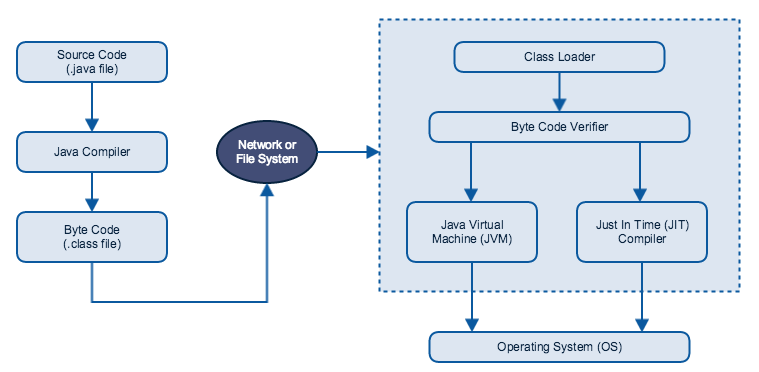 Source Code
(.java file)
Java Compiler
Byte Code
(.class file)
Network or
File System
Class Loader
Byte Code Verifier
Java Virtual
Machine (JVM)
Just In Time (JIT)
Compiler
Operating System (OS)